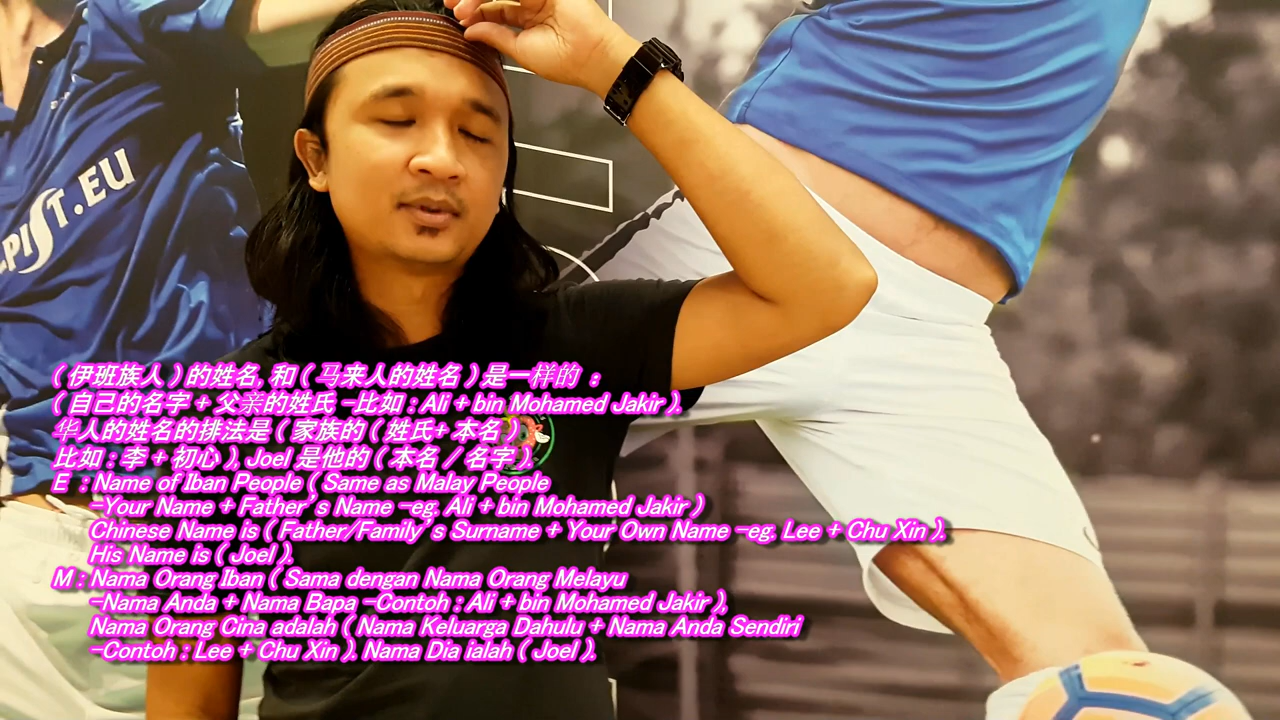 PIST.EU
( 伊班族人 ) 的姓名, 和 ( 马来人的姓名 ) 是一样的 :
( 自己的名字 + 父亲的姓氏 -比如 : Ali + bin Mohamed Jakir ).
华人的姓名的排法是 ( 家族的 ( 姓氏+ 本名 )
比如 : 李 + 初心 ), Joel 是他的 ( 本名 / 名字 ).
E : Name of Iban People ( Same as Malay People
-Your Name + Father's Name -eg. Ali + bin Mohamed Jakir )
Chinese Name is ( Father/Family's Surname + Your Own Name -eg. Lee + Chu Xin ).
His Name is ( Joel ).
M : Nama Orang Iban ( Sama dengan Nama Orang Melayu
-Nama Anda + Nama Bapa -Contoh : Ali + bin Mohamed Jakir ),
Nama Orang Cina adalah ( Nama Keluarga Dahulu + Nama Anda Sendiri
-Contoh : Lee + Chu Xin ). Nama Dia ialah ( Joel ).